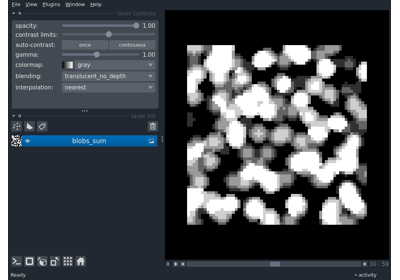 File View Plugins Window Help
layer controls
opacity: 1.00
contrast limits:
auto-contrast: once continuous
gamma: 1.00
colormap: gray
blending: translucent_no_depth
interpolation: nearest
layer list
blobs_sum
30 59
Ready
activity